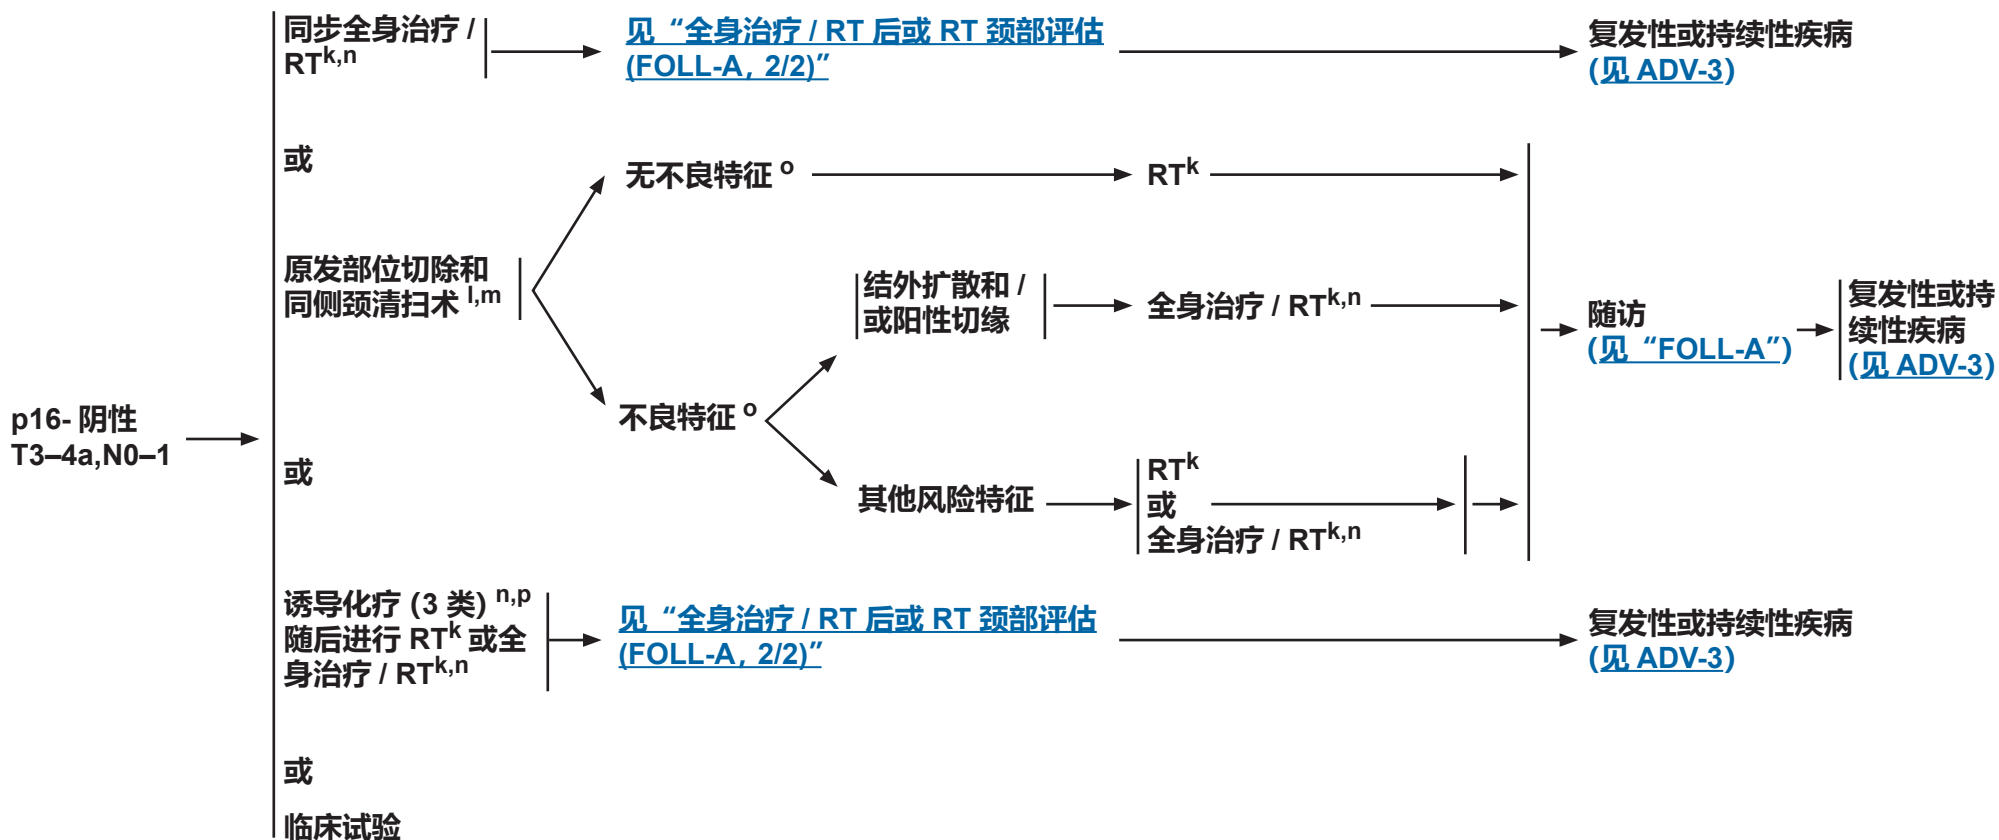 同步全身治疗 /
RTk,n
见 “全身治疗 / RT 后或 RT 颈部评估
(FOLL-A, 2/2)”
复发性或持续性疾病
(见 ADV-3)
或
无不良特征 o
RTk
原发部位切除和
同侧颈清扫术 l,m
结外扩散和 /
或阳性切缘
全身治疗 / RTk,n
随访
(见 “FOLL-A”)
复发性或持
续性疾病
(见 ADV-3)
p16- 阴性
T3–4a,N0–1
不良特征 o
或
其他风险特征
RTk
或
全身治疗 / RTk,n
诱导化疗 (3 类) n,p
随后进行 RTk 或全
身治疗 / RTk,n
见 “全身治疗 / RT 后或 RT 颈部评估
(FOLL-A, 2/2)”
复发性或持续性疾病
(见 ADV-3)
或
临床试验